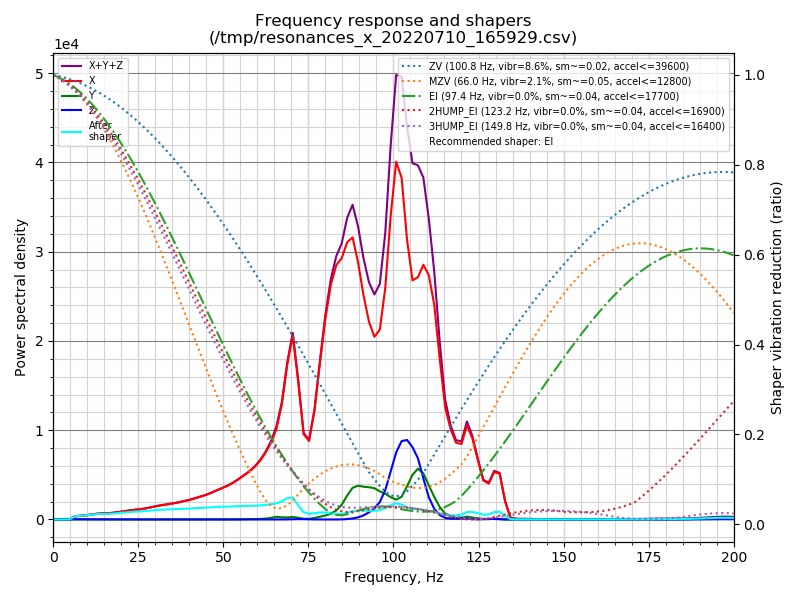 Frequency response and shapers
(/tmp/resonances_x_20220710_165929.csv)
1e4
X+Y+Z
X
Y
Z
After
shaper
ZV (100.8 Hz, vibr=8.6%, sm~=0.02, accel<=39600)
MZV (66.0 Hz, vibr=2.1%, sm~=0.05, accel<=12800)
EI (97.4 Hz, vibr=0.0%, sm~=0.04, accel<=17700)
2HUMP_EI (123.2 Hz, vibr=0.0%, sm~=0.04, accel<=16900)
3HUMP_EI (149.8 Hz, vibr=0.0%, sm~=0.04, accel<=16400)
Recommended shaper: EI
5
4
3
2
1
0
Power spectral density
1.0
0.8
0.6
0.4
0.2
0.0
Shaper vibration reduction (ratio)
0 25 50 75 100 125 150 175 200
Frequency, Hz